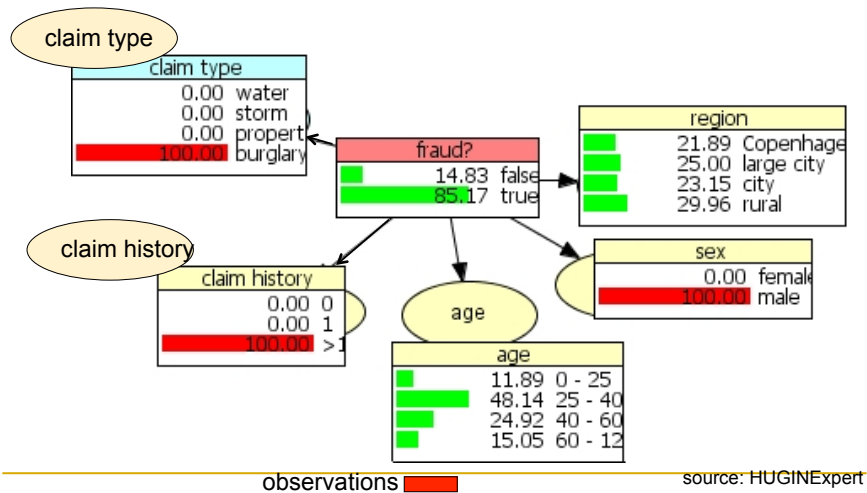 claim type
claim type
0.00 water
0.00 storm
0.00 propert
100.00 burglary
fraud?
14.83 false
85.17 true
region
21.89 Copenhage
25.00 large city
23.15 city
29.96 rural
claim history
claim history
0.00 0
0.00 1
100.00 >1
sex
0.00 female
100.00 male
age
age
11.89 0 - 25
48.14 25 - 40
24.92 40 - 60
15.05 60 - 12
observations
source: HUGINExpert